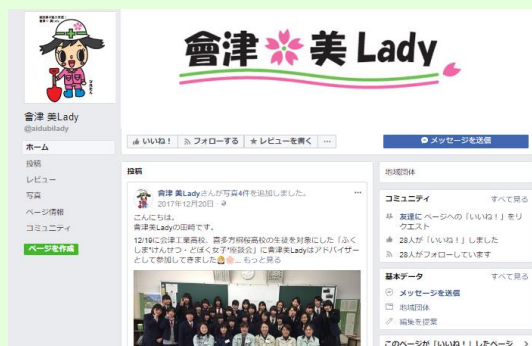 會津 美 Lady
會津 美Lady
@aidubilady
ホーム
投稿
レビュー
写真
ページ情報
コミュニティ
ページを作成
いいね！ フォローする レビューを書く ...
メッセージを送信
投稿
會津 美Ladyさんが写真4件を追加しました。
2017年12月20日
こんにちは。
會津美Ladyの田﨑です。
12/19に会津工業高校、喜多方桐桜高校の生徒を対象にした「ふく
しま"けんせつ・どぼく女子"座談会」に會津美Ladyはアドバイザー
として参加してきました ... もっと見る
地域団体
コミュニティ すべて見る
友達に ページへの「いいね！」をリ
クエスト
28人が「いいね！」しました
28人がフォローしています
基本データ すべて見る
メッセージを送信
地域団体
編集を提案
このページが「いいね！」したページ